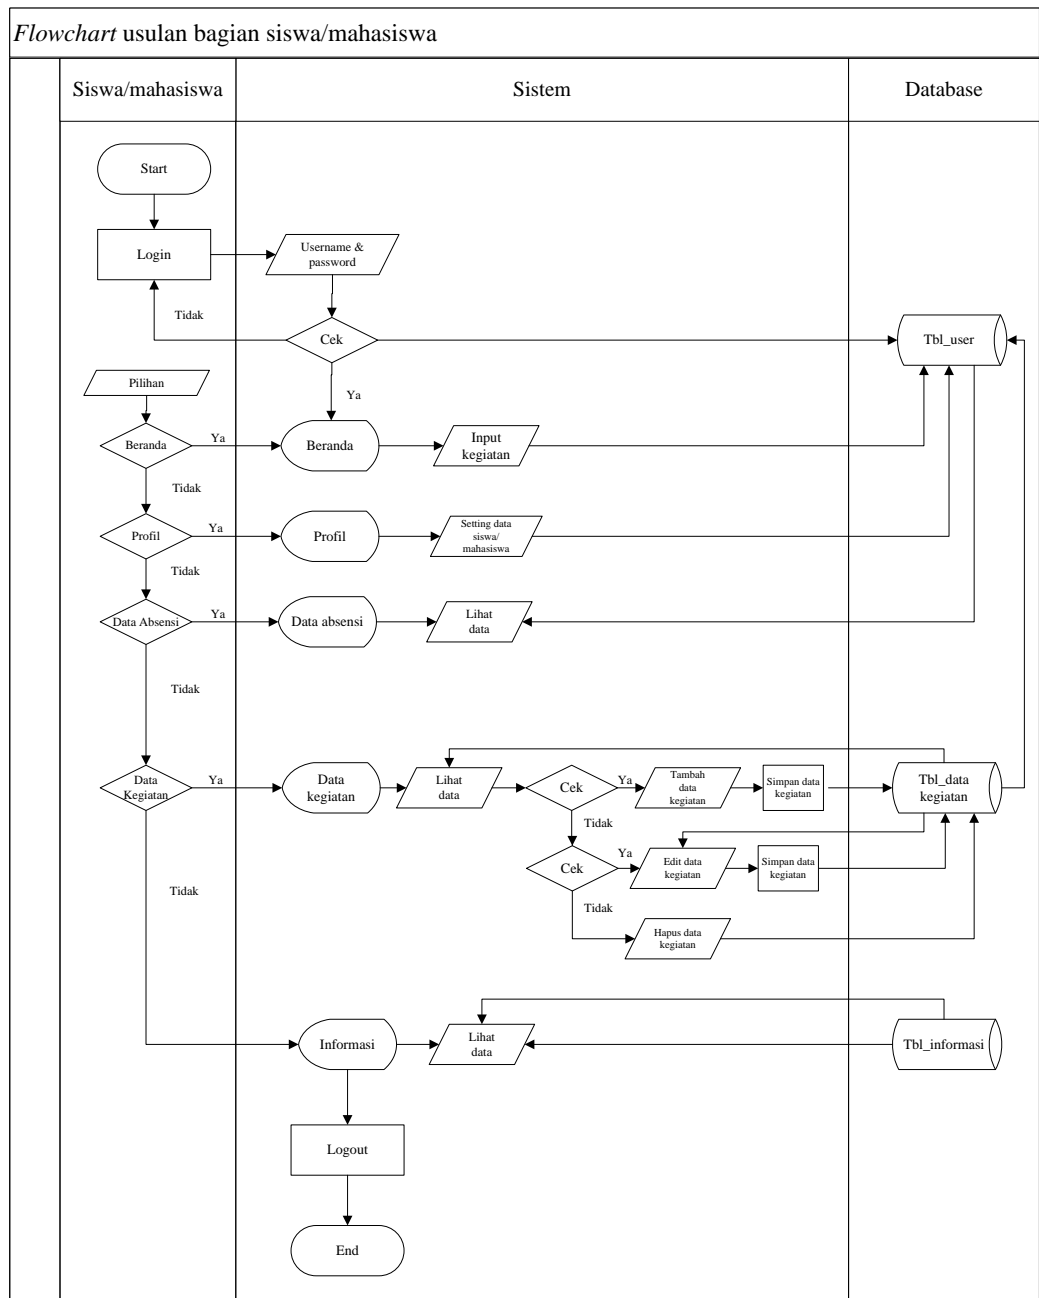 Flowchart usulan bagian siswa/mahasiswa
Siswa/mahasiswa
Sistem
Database
Start
Login
Username &
password
Tidak
Cek
Tbl_user
Pilihan
Ya
Beranda
Ya
Beranda
Input
kegiatan
Tidak
Profil
Ya
Profil
Setting data
siswa/
mahasiswa
Tidak
Data Absensi
Ya
Data absensi
Lihat
data
Tidak
Data
Kegiatan
Ya
Data
kegiatan
Lihat
data
Cek
Ya
Tambah
data
kegiatan
Simpan data
kegiatan
Tbl_data
kegiatan
Tidak
Cek
Ya
Edit data
kegiatan
Simpan data
kegiatan
Tidak
Tidak
Hapus data
kegiatan
Informasi
Lihat
data
Tbl_informasi
Logout
End